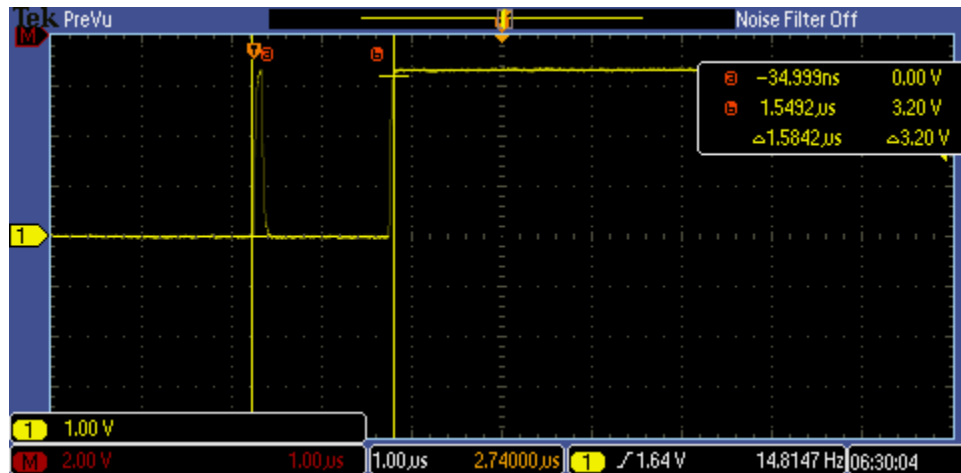 Tek PreVu Noise Filter Off
M
T a b
a -34.999ns 0.00 V
b 1.5492µs 3.20 V
△1.5842µs △3.20 V
1
1 1.00 V
M 2.00 V 1.00µs 1.00µs 2.74000µs 1 1.64 V 14.8147 Hz 06:30:04